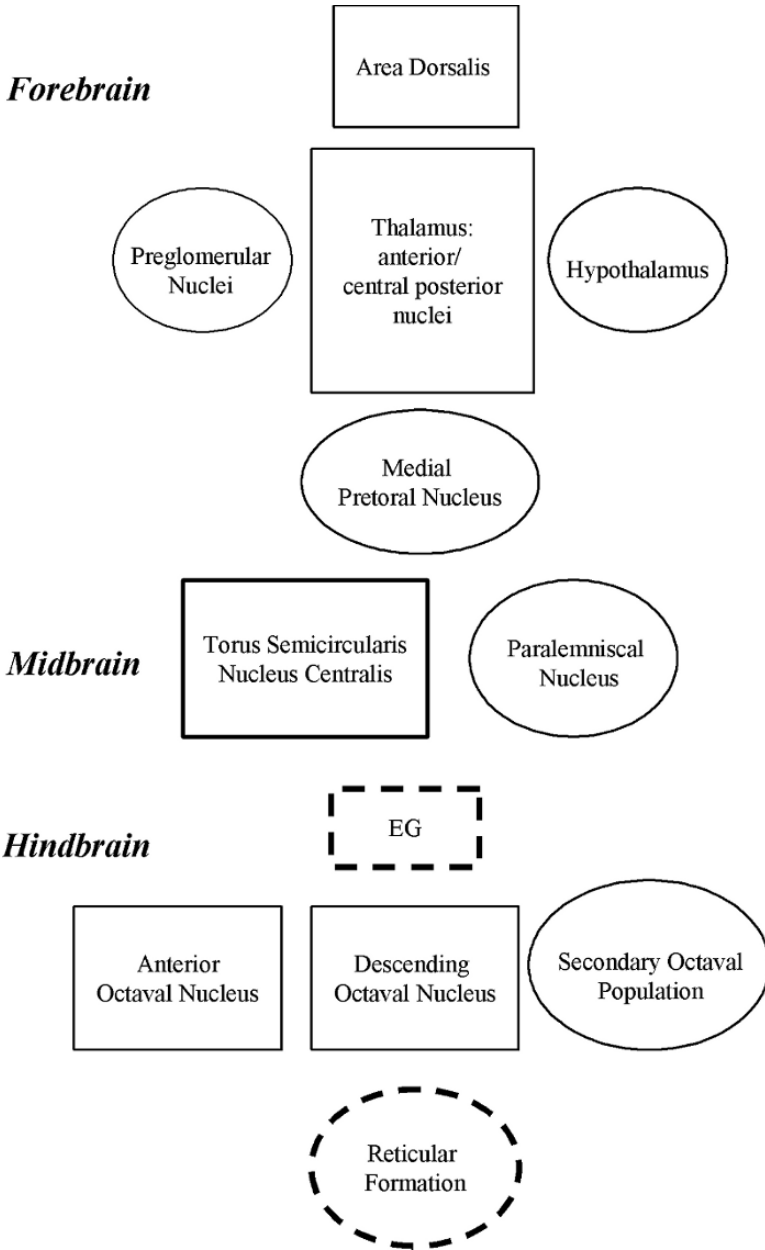 Area Dorsalis
Forebrain
Thalamus:
anterior/
central posterior
nuclei
Preglomerular
Nuclei
Hypothalamus
Medial
Pretoral Nucleus
Torus Semicircularis
Nucleus Centralis
Paralemniscal
Nucleus
Midbrain
EG
Hindbrain
Anterior
Octaval Nucleus
Descending
Octaval Nucleus
Secondary Octaval
Population
Reticular
Formation